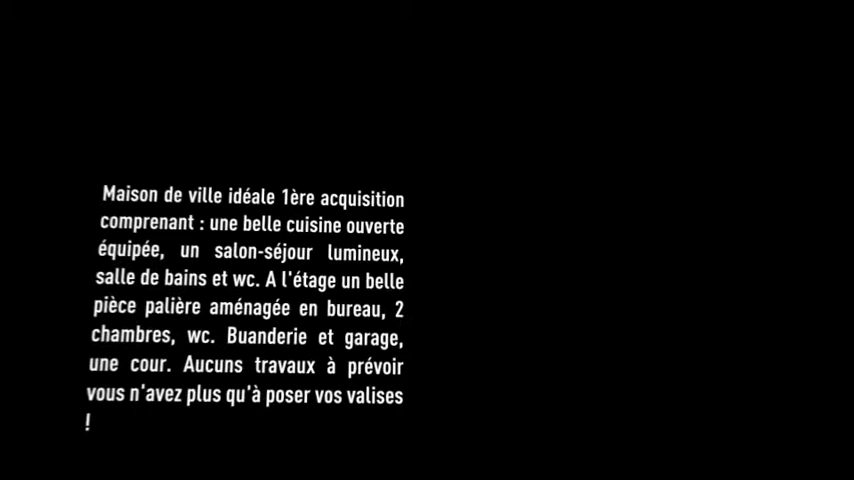 Maison de ville idéale 1ère acquisition
comprenant : une belle cuisine ouverte
équipée, un salon-séjour lumineux,
salle de bains et wc. A l'étage un belle
pièce palière aménagée en bureau, 2
chambres, wc. Buanderie et garage,
une cour. Aucuns travaux à prévoir
vous n'avez plus qu'à poser vos valises
!